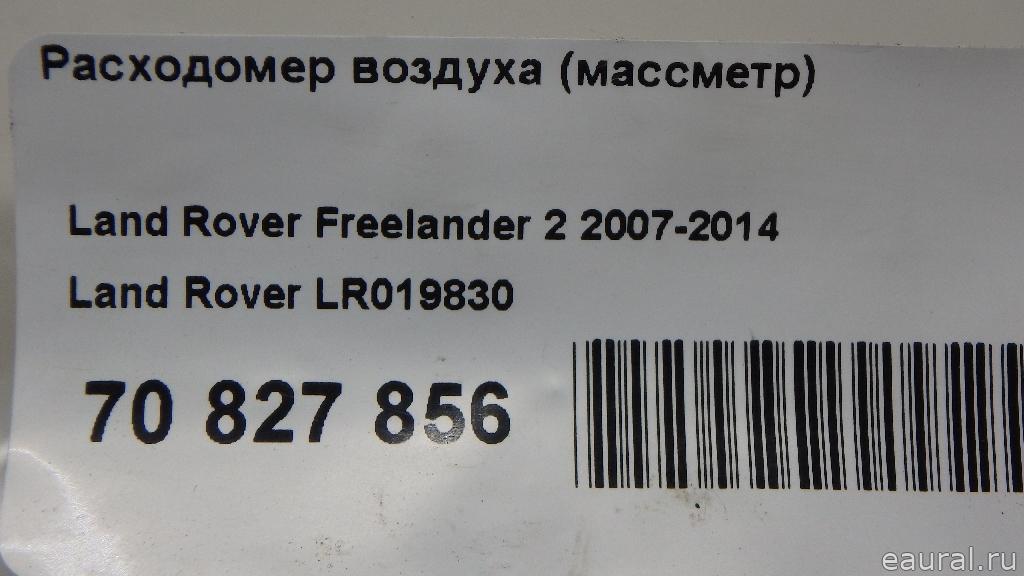 Расходомер воздуха (массметр)
Land Rover Freelander 2 2007-2014
Land Rover LR019830
70 827 856
eaural.ru